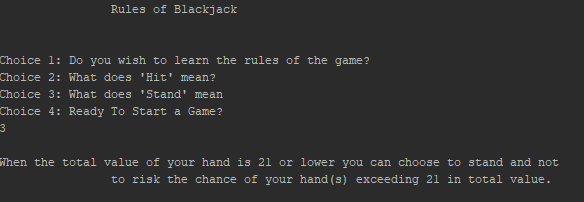 Rules of Blackjack
Choice 1: Do you wish to learn the rules of the game?
Choice 2: What does 'Hit' mean?
Choice 3: What does 'Stand' mean
Choice 4: Ready To Start a Game?
3
When the total value of your hand is 21 or lower you can choose to stand and not
to risk the chance of your hand(s) exceeding 21 in total value.